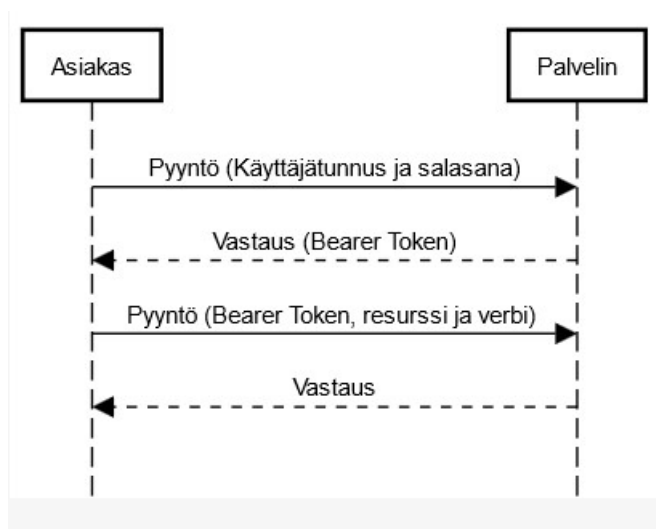 Asiakas
Palvelin
Pyyntö (Käyttäjätunnus ja salasana)
Vastaus (Bearer Token)
Pyyntö (Bearer Token, resurssi ja verbi)
Vastaus